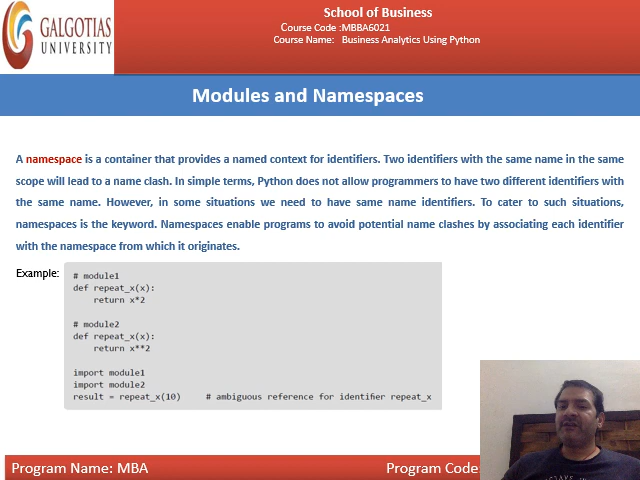 GALGOTIAS
UNIVERSITY
School of Business
Course Code :MBBA6021
Course Name: Business Analytics Using Python
Modules and Namespaces
A namespace is a container that provides a named context for identifiers. Two identifiers with the same name in the same
scope will lead to a name clash. In simple terms, Python does not allow programmers to have two different identifiers with
the same name. However, in some situations we need to have same name identifiers. To cater to such situations,
namespaces is the keyword. Namespaces enable programs to avoid potential name clashes by associating each identifier
with the namespace from which it originates.
Example:
# module1
def repeat_x(x):
return x*2
# module2
def repeat_x(x):
return x**2
import module1
import module2
result = repeat_x(10) # ambiguous reference for identifier repeat_x
Program Name: MBA
Program Code: